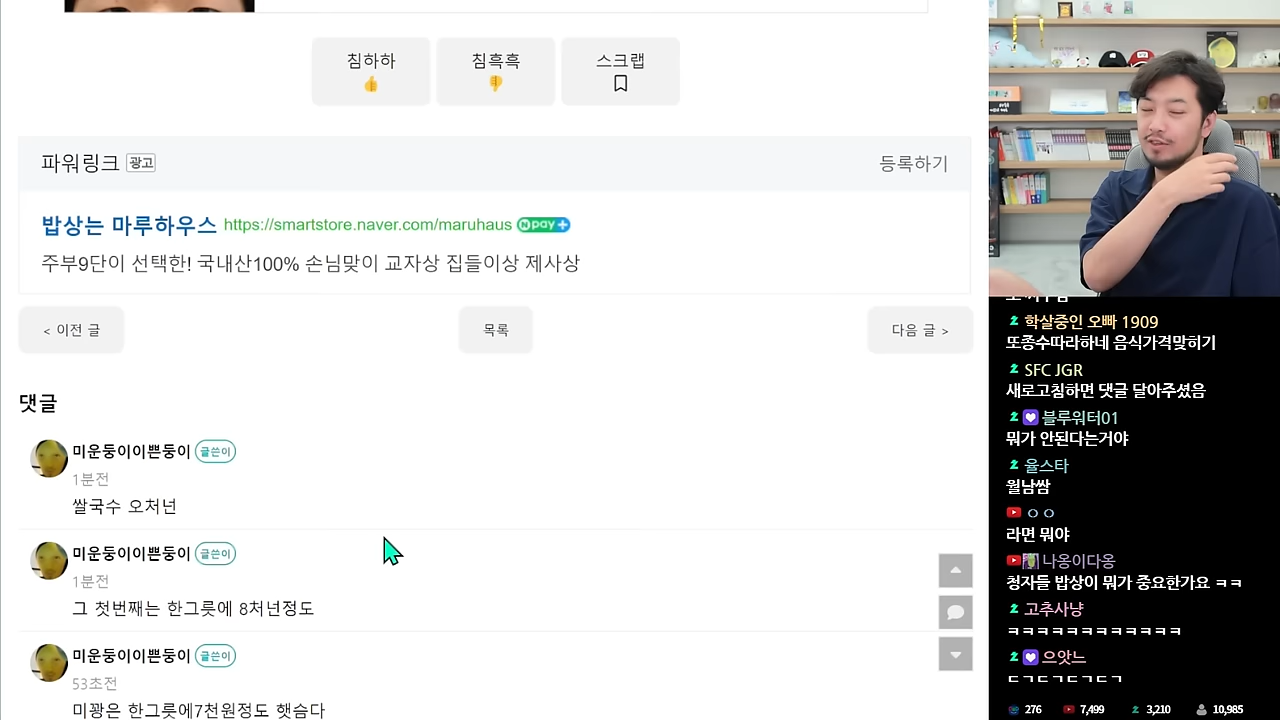 침하하
침흑흑
스크랩
파워링크 광고
등록하기
밥상는 마루하우스 https://smartstore.naver.com/maruhaus N pay +
주부9단이 선택한! 국내산100% 손님맞이 교자상 집들이상 제사상
< 이전 글
목록
다음 글 >
댓글
미운둥이이쁜둥이 글쓴이
1분전
쌀국수 오처넌
미운둥이이쁜둥이 글쓴이
1분전
그 첫번째는 한그릇에 8처넌정도
미운둥이이쁜둥이 글쓴이
53초전
미꽝은 한그릇에7천원정도 햇슴다
학살중인 오빠 1909
또종수따라하네 음식가격맞히기
SFC JGR
새로고침하면 댓글 달아주셨음
블루워터01
뭐가 안된다는거야
율스타
월남쌈
ㅇㅇ
라면 뭐야
나옹이다옹
청자들 밥상이 뭐가 중요한가요 ㅋㅋ
고추사냥
ㅋㅋㅋㅋㅋㅋㅋㅋㅋㅋㅋㅋ
으앗느
276
7,499
3,210
10,985